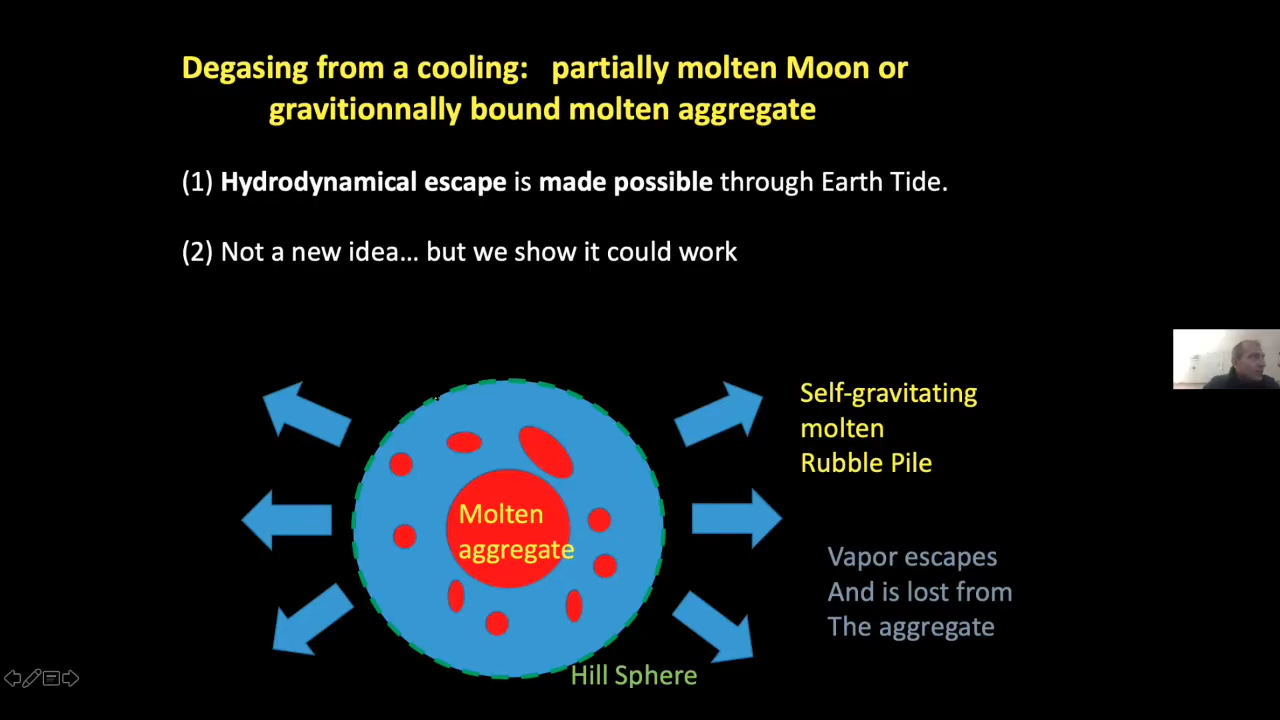 Degasing from a cooling: partially molten Moon or
gravitionnally bound molten aggregate
(1) Hydrodynamical escape is made possible through Earth Tide.
(2) Not a new idea... but we show it could work
Self-gravitating
molten
Rubble Pile
Molten
aggregate
Vapor escapes
And is lost from
The aggregate
Hill Sphere